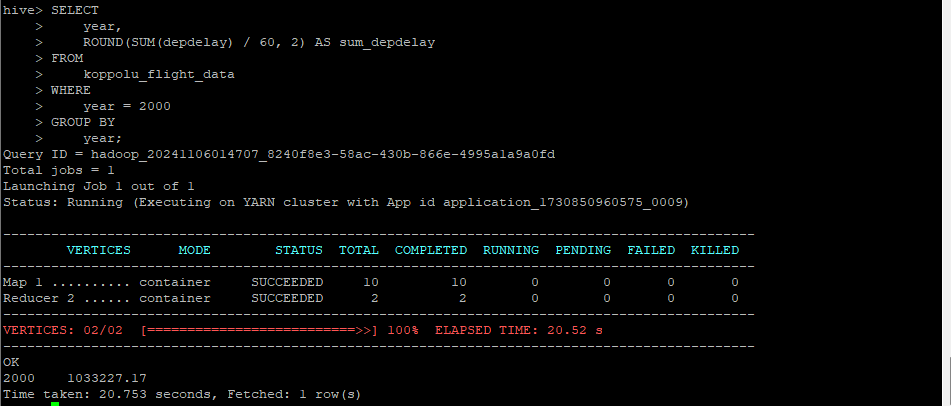 hive> SELECT
    >     year,
    >     ROUND(SUM(depdelay) / 60, 2) AS sum_depdelay
    > FROM
    >     koppolu_flight_data
    > WHERE
    >     year = 2000
    > GROUP BY
    >     year;
Query ID = hadoop_20241106014707_8240f8e3-58ac-430b-866e-4995a1a9a0fd
Total jobs = 1
Launching Job 1 out of 1
Status: Running (Executing on YARN cluster with App id application_1730850960575_0009)
----------------------------------------------------------------------------------------------
        VERTICES      MODE        STATUS  TOTAL  COMPLETED  RUNNING  PENDING  FAILED  KILLED
----------------------------------------------------------------------------------------------
Map 1 .......... container     SUCCEEDED     10         10        0        0       0       0
Reducer 2 ...... container     SUCCEEDED      2          2        0        0       0       0
----------------------------------------------------------------------------------------------
VERTICES: 02/02  [==========================>>] 100%  ELAPSED TIME: 20.52 s
----------------------------------------------------------------------------------------------
OK
2000    1033227.17
Time taken: 20.753 seconds, Fetched: 1 row(s)